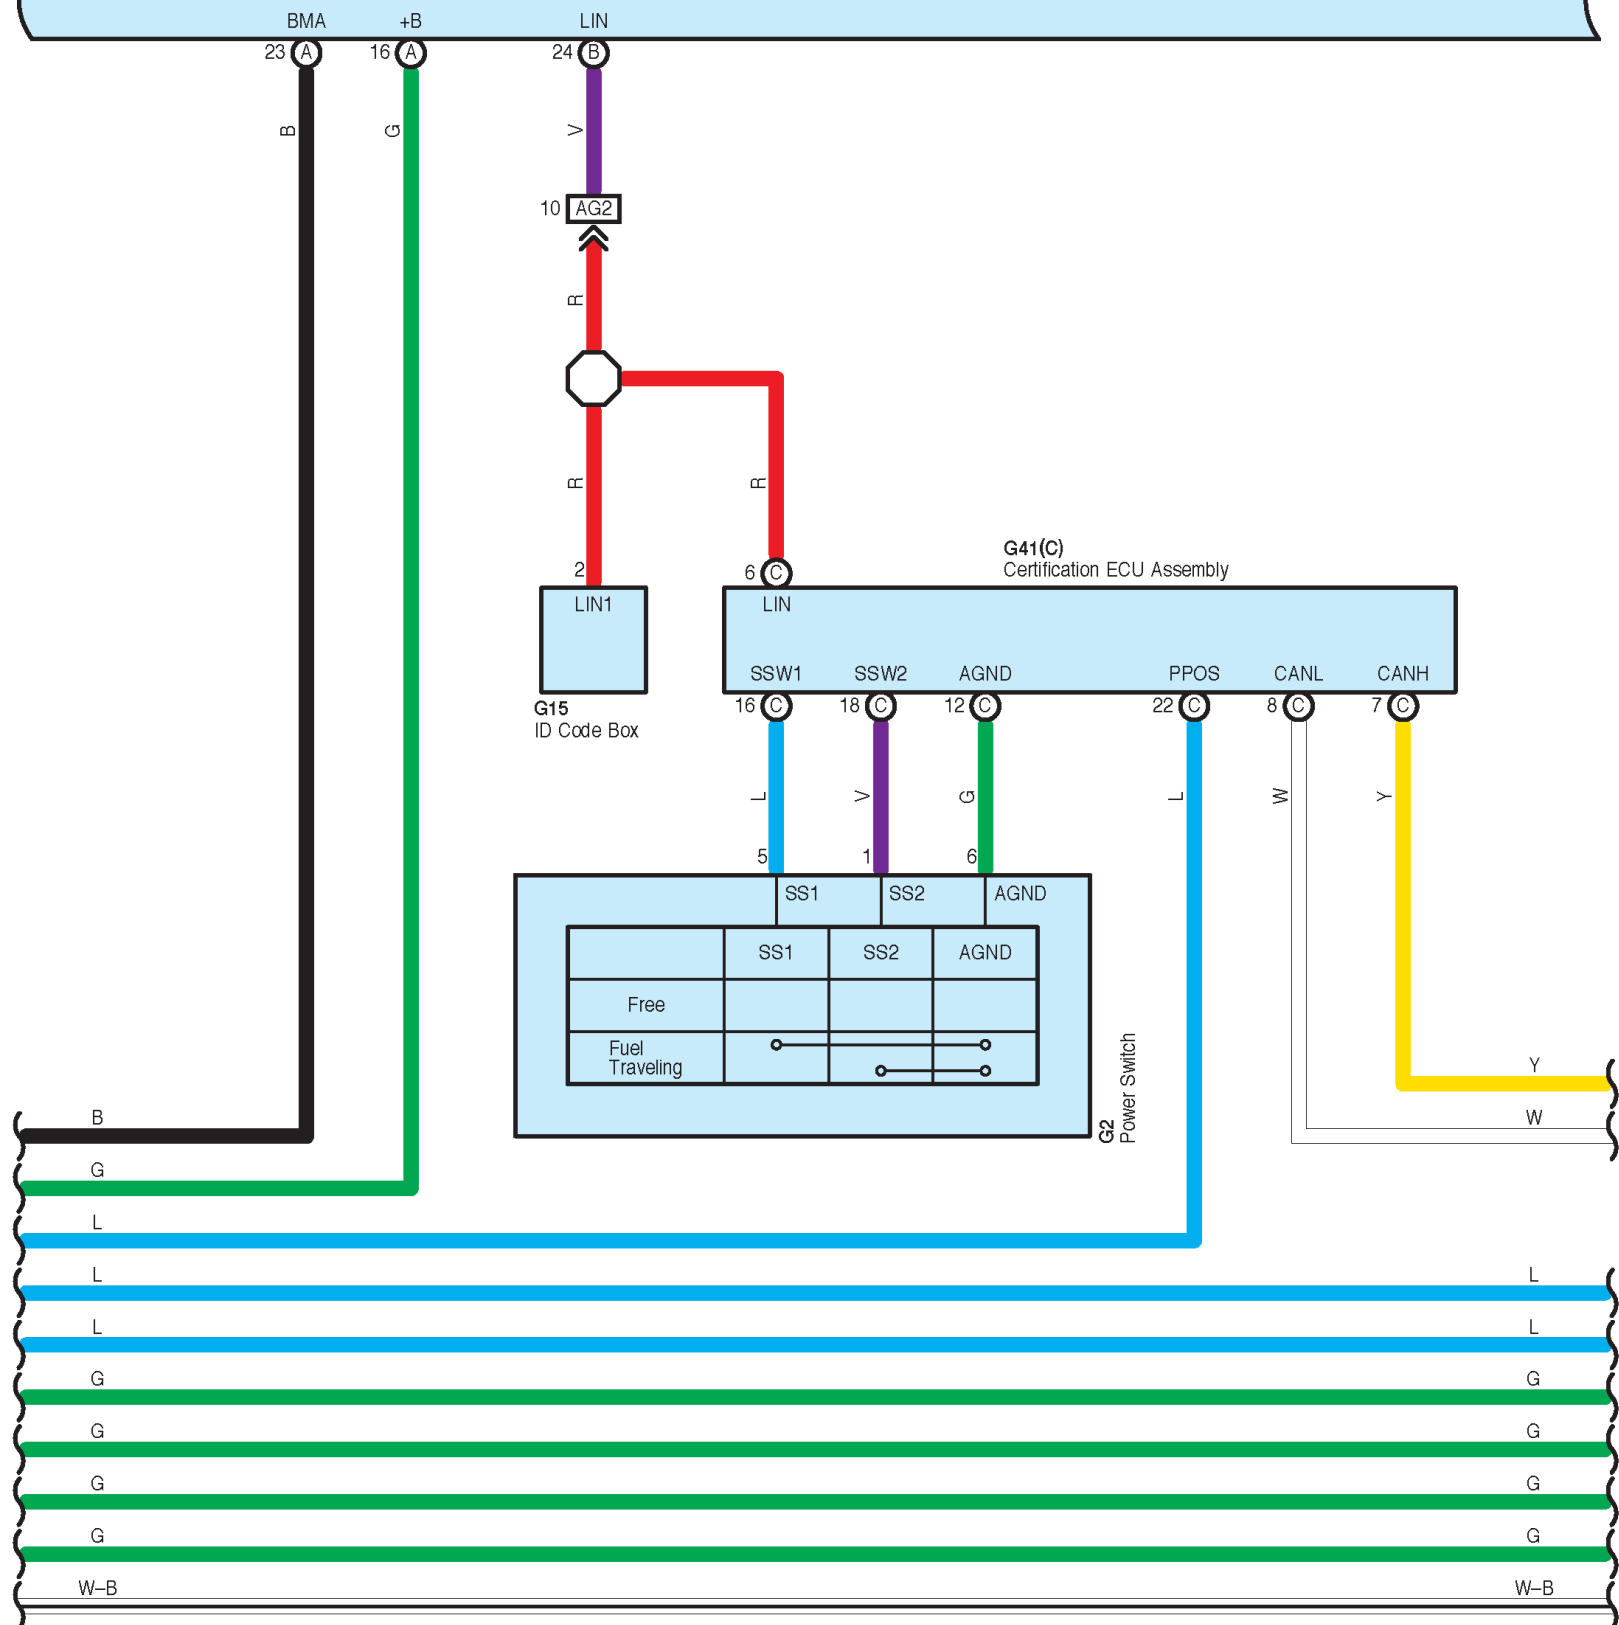 BMA +B LIN
23 A 16 A 24 B
B G V
10 AG2
R
R R
G41(C)
Certification ECU Assembly
2 6 C
LIN1 LIN
SSW1 SSW2 AGND PPOS CANL CANH
16 C 18 C 12 C 22 C 8 C 7 C
G15
ID Code Box
L V G L W Y
5 1 6
SS1 SS2 AGND
SS1 SS2 AGND
Free
Fuel
Traveling
G2
Power Switch
Y
B W
G
L
L L
L L
G G
G G
G G
G G
W–B W–B